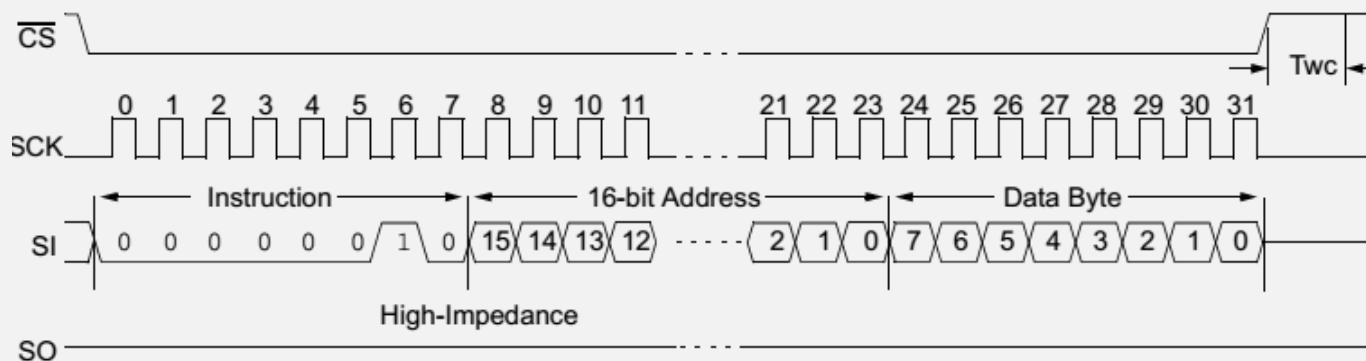 CS
Twc
0 1 2 3 4 5 6 7 8 9 10 11 21 22 23 24 25 26 27 28 29 30 31
SCK
Instruction 16-bit Address Data Byte
SI 0 0 0 0 0 0 1 0 15 14 13 12 2 1 0 7 6 5 4 3 2 1 0
High-Impedance
SO